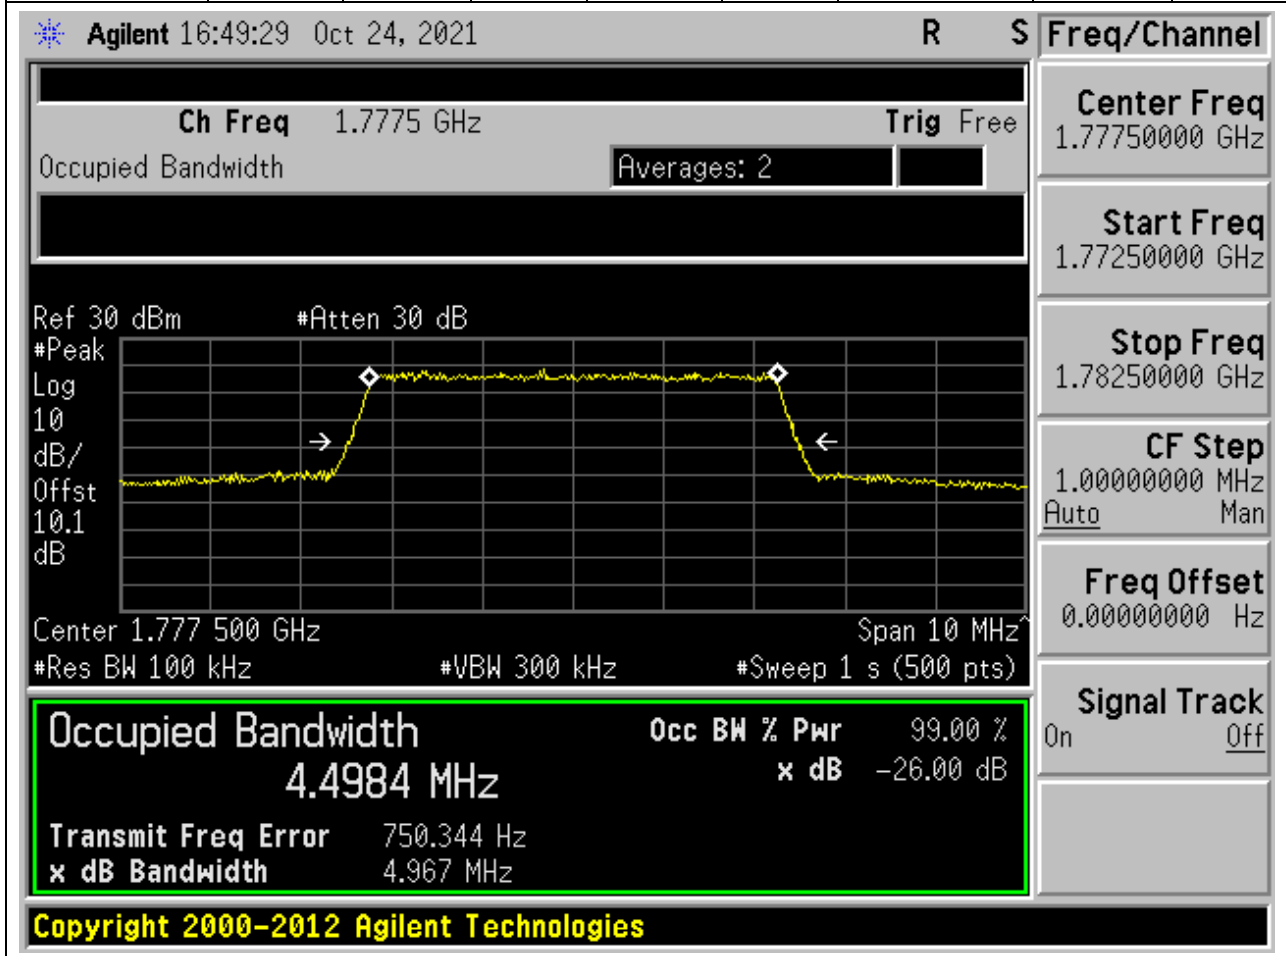 Agilent 16:49:29 Oct 24, 2021 R S Freq/Channel
Ch Freq 1.7775 GHz Trig Free
Occupied Bandwidth Averages: 2
Center Freq
1.77750000 GHz
Start Freq
1.77250000 GHz
Stop Freq
1.78250000 GHz
CF Step
1.00000000 MHz
Auto Man
Freq Offset
0.00000000 Hz
Signal Track
On Off
Ref 30 dBm #Atten 30 dB
#Peak
Log
10
dB/
Offst
10.1
dB
Center 1.777 500 GHz Span 10 MHz^
#Res BW 100 kHz #VBW 300 kHz #Sweep 1 s (500 pts)
Occupied Bandwidth Occ BW % Pwr 99.00 %
4.4984 MHz x dB -26.00 dB
Transmit Freq Error 750.344 Hz
x dB Bandwidth 4.967 MHz
Copyright 2000-2012 Agilent Technologies